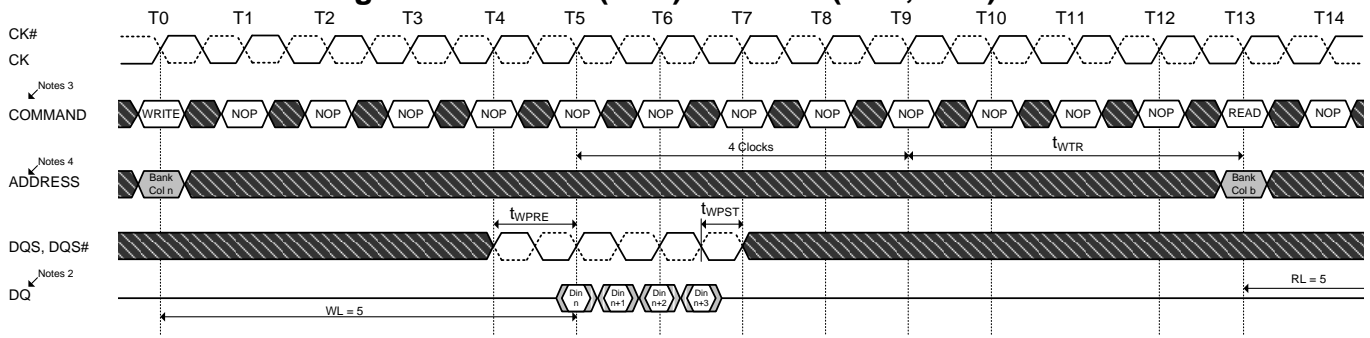 T0 T1 T2 T3 T4 T5 T6 T7 T8 T9 T10 T11 T12 T13 T14
CK#
CK
Notes 3
COMMAND
WRITE NOP NOP NOP NOP NOP NOP NOP NOP NOP NOP NOP NOP READ NOP
4 Clocks
tWTR
Notes 4
ADDRESS
Bank
Col n
Bank
Col b
tWPRE
tWPST
DQS, DQS#
Notes 2
DQ
Din
n
Din
n+1
Din
n+2
Din
n+3
WL = 5
RL = 5